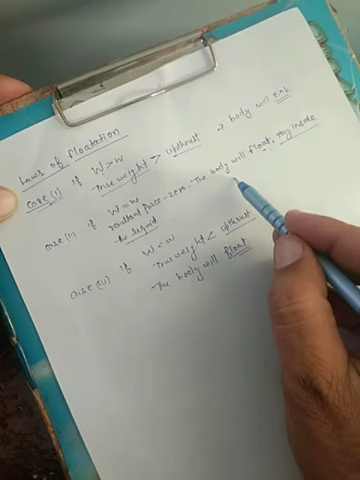 Laws of floatation
Case (I) if W > w
True weight > upthrust , body will sink
Case (II) if W = w
resultant force - zero. The body will float, stay inside
the liquid
Case (III) if W < w
True weight < upthrust
The body will float